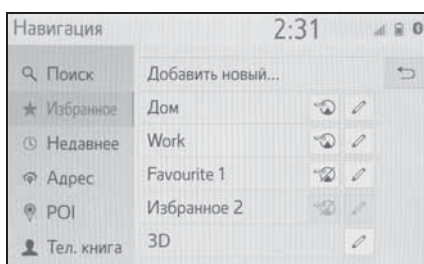 Навигация 2:31 0
Поиск Добавить новый...
Избранное Дом
Недавнее Work
Адрес Favourite 1
POI Избранное 2
Тел. книга 3D